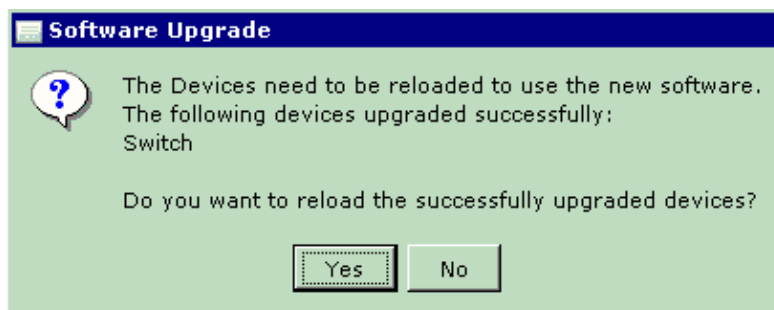 Software Upgrade
The Devices need to be reloaded to use the new software.
The following devices upgraded successfully:
Switch
Do you want to reload the successfully upgraded devices?
Yes No